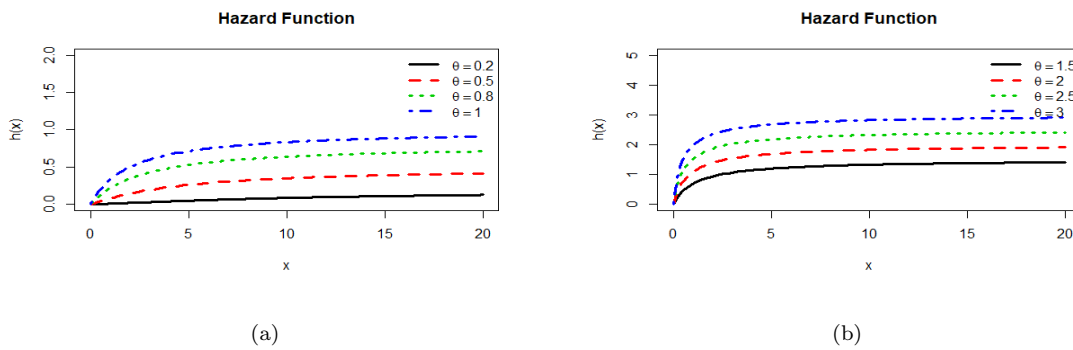 Hazard Function
h(x)
2.0
1.5
1.0
0.5
0.0
θ = 0.2
θ = 0.5
θ = 0.8
θ = 1
0 5 10 15 20
x
(a)
Hazard Function
h(x)
5
4
3
2
1
0
θ = 1.5
θ = 2
θ = 2.5
θ = 3
0 5 10 15 20
x
(b)